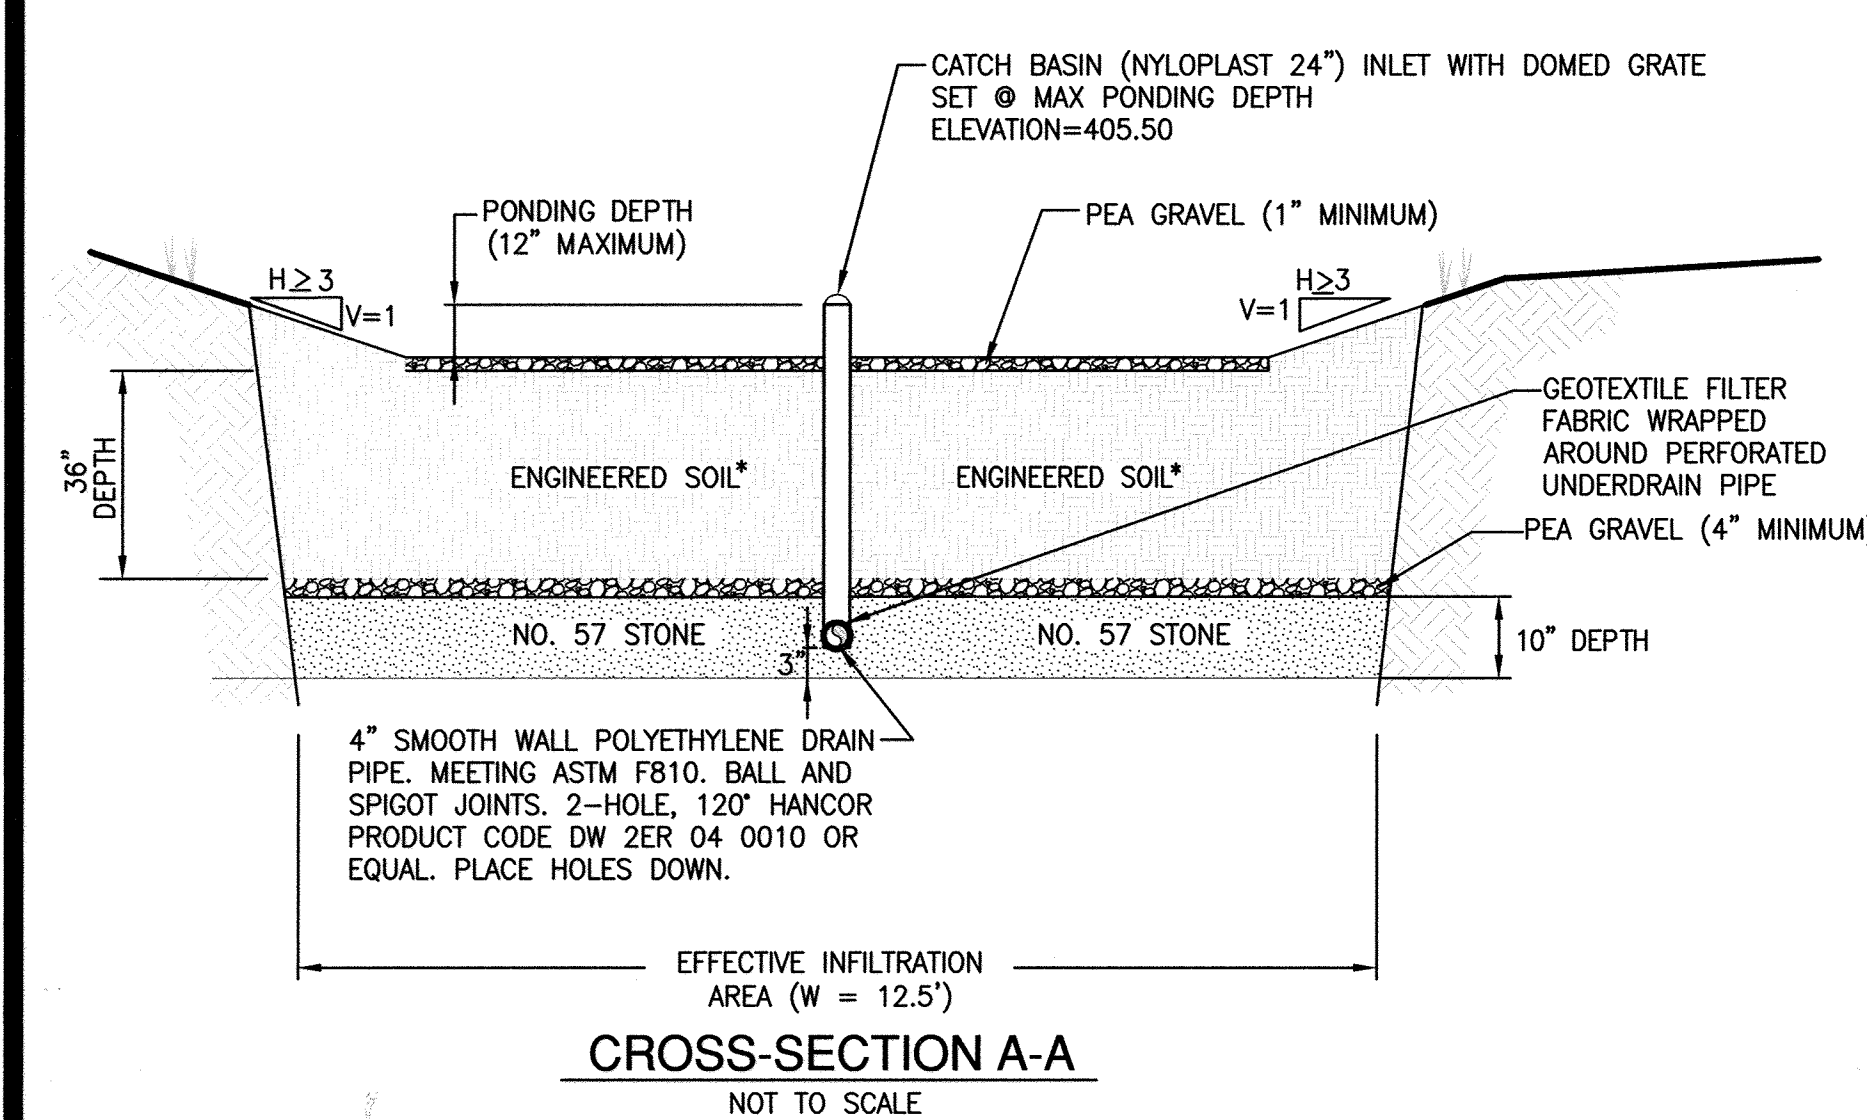 CATCH BASIN (NYLOPLAST 24") INLET WITH DOMED GRATE
SET @ MAX PONDING DEPTH
ELEVATION=405.50
PONDING DEPTH
(12" MAXIMUM)
PEA GRAVEL (1" MINIMUM)
H≥3
V=1
H≥3
V=1
36"
DEPTH
ENGINEERED SOIL*
ENGINEERED SOIL*
GEOTEXTILE FILTER
FABRIC WRAPPED
AROUND PERFORATED
UNDERDRAIN PIPE
PEA GRAVEL (4" MINIMUM)
NO. 57 STONE
NO. 57 STONE
3"
10" DEPTH
4" SMOOTH WALL POLYETHYLENE DRAIN
PIPE. MEETING ASTM F810. BALL AND
SPIGOT JOINTS. 2-HOLE, 120° HANCOR
PRODUCT CODE DW 2ER 04 0010 OR
EQUAL. PLACE HOLES DOWN.
EFFECTIVE INFILTRATION
AREA (W = 12.5')
CROSS-SECTION A-A
NOT TO SCALE